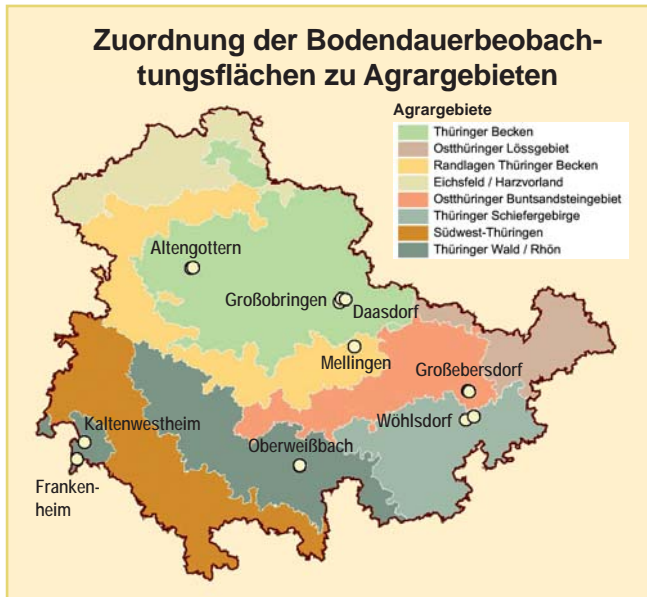 Zuordnung der Bodendauerbeobach-
tungsflächen zu Agrargebieten
Agrargebiete
Thüringer Becken
Ostthüringer Lössgebiet
Randlagen Thüringer Becken
Eichsfeld / Harzvorland
Ostthüringer Buntsandsteingebiet
Thüringer Schiefergebirge
Südwest-Thüringen
Thüringer Wald / Rhön
Altengottern
Großobringen
Daasdorf
Mellingen
Großebersdorf
Wöhlsdorf
Kaltenwestheim
Oberweißbach
Franken-
heim